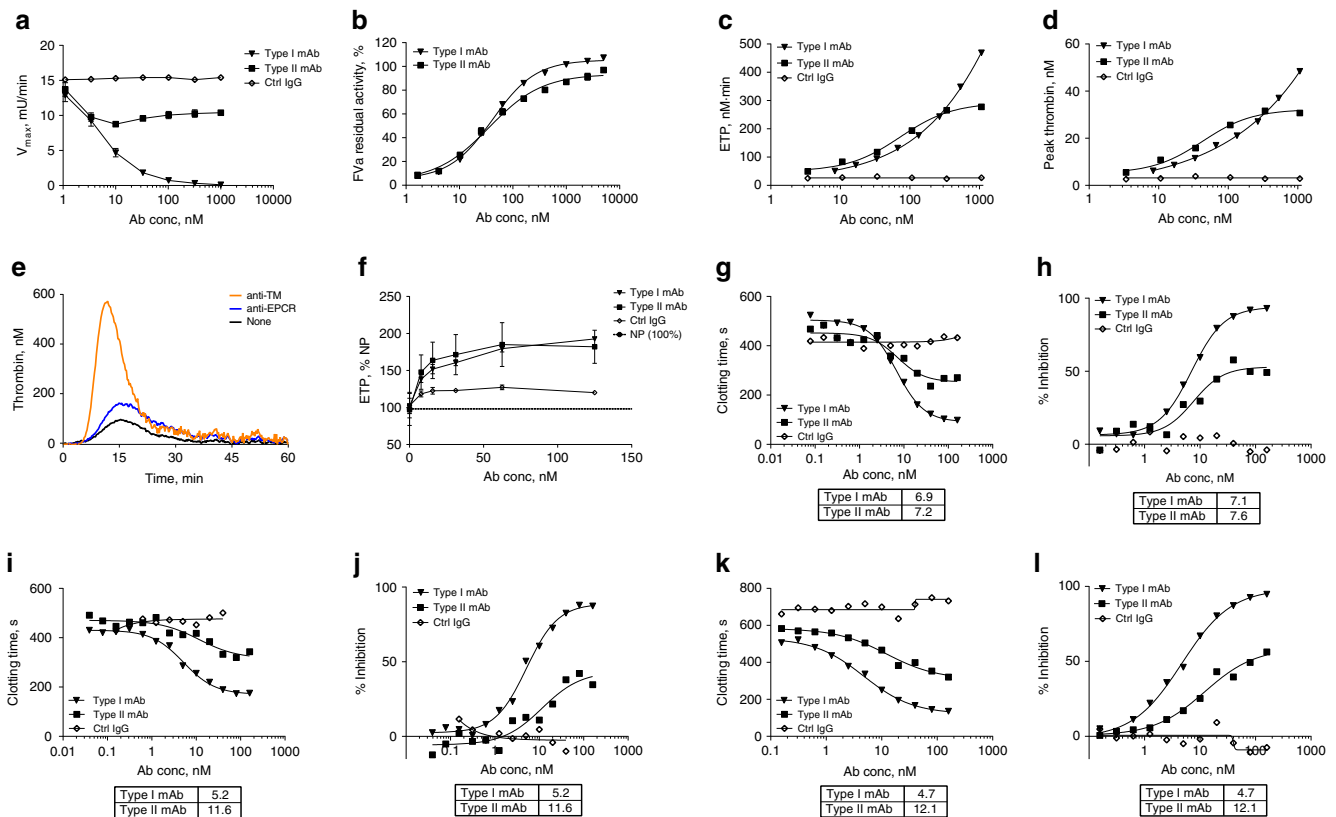 a
V max, mU/min
20
15
10
5
0
1
10
100
1000
10000
Ab conc, nM
Type I mAb
Type II mAb
Ctrl IgG
b
FVa residual activity, %
120
100
80
60
40
20
0
1
10
100
1000
10000
Ab conc, nM
Type I mAb
Type II mAb
c
ETP, nM·min
500
400
300
200
100
0
1
10
100
1000
Ab conc, nM
Type I mAb
Type II mAb
Ctrl IgG
d
Peak thrombin, nM
60
40
20
0
1
10
100
1000
Ab conc, nM
Type I mAb
Type II mAb
Ctrl IgG
e
Thrombin, nM
600
400
200
0
0
15
30
45
60
Time, min
anti-TM
anti-EPCR
None
f
ETP, % NP
250
200
150
100
50
0
50
100
150
Ab conc, nM
Type I mAb
Type II mAb
Ctrl IgG
NP (100%)
g
Clotting time, s
600
400
200
0
0.01
0.1
1
10
100
1000
Ab conc, nM
Type I mAb
Type II mAb
Ctrl IgG
Type I mAb 6.9
Type II mAb 7.2
h
% Inhibition
100
50
0
0.1
1
10
100
1000
Ab conc, nM
Type I mAb
Type II mAb
Ctrl IgG
Type I mAb 7.1
Type II mAb 7.6
i
Clotting time, s
600
400
200
0
0.01
0.1
1
10
100
1000
Ab conc, nM
Type I mAb
Type II mAb
Ctrl IgG
Type I mAb 5.2
Type II mAb 11.6
j
% Inhibition
100
50
0
0.1
1
10
100
1000
Ab conc, nM
Type I mAb
Type II mAb
Ctrl IgG
Type I mAb 5.2
Type II mAb 11.6
k
Clotting time, s
800
600
400
200
0
0.1
1
10
100
1000
Ab conc, nM
Type I mAb
Type II mAb
Ctrl IgG
Type I mAb 4.7
Type II mAb 12.1
l
% Inhibition
100
50
0
1
10
100
1000
Ab conc, nM
Type I mAb
Type II mAb
Ctrl IgG
Type I mAb 4.7
Type II mAb 12.1